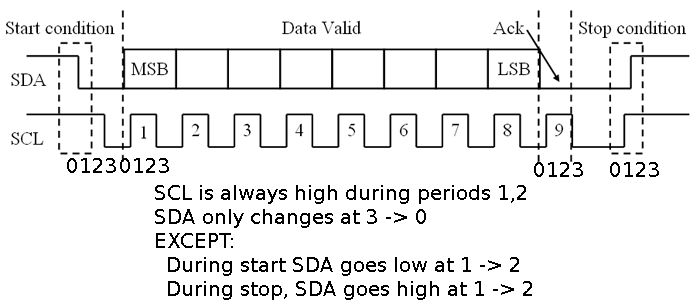 Start condition Data Valid Ack Stop condition
SDA MSB LSB
SCL 1 2 3 4 5 6 7 8 9
0123 0123 0123 0123
SCL is always high during periods 1,2
SDA only changes at 3 -> 0
EXCEPT:
During start SDA goes low at 1 -> 2
During stop, SDA goes high at 1 -> 2